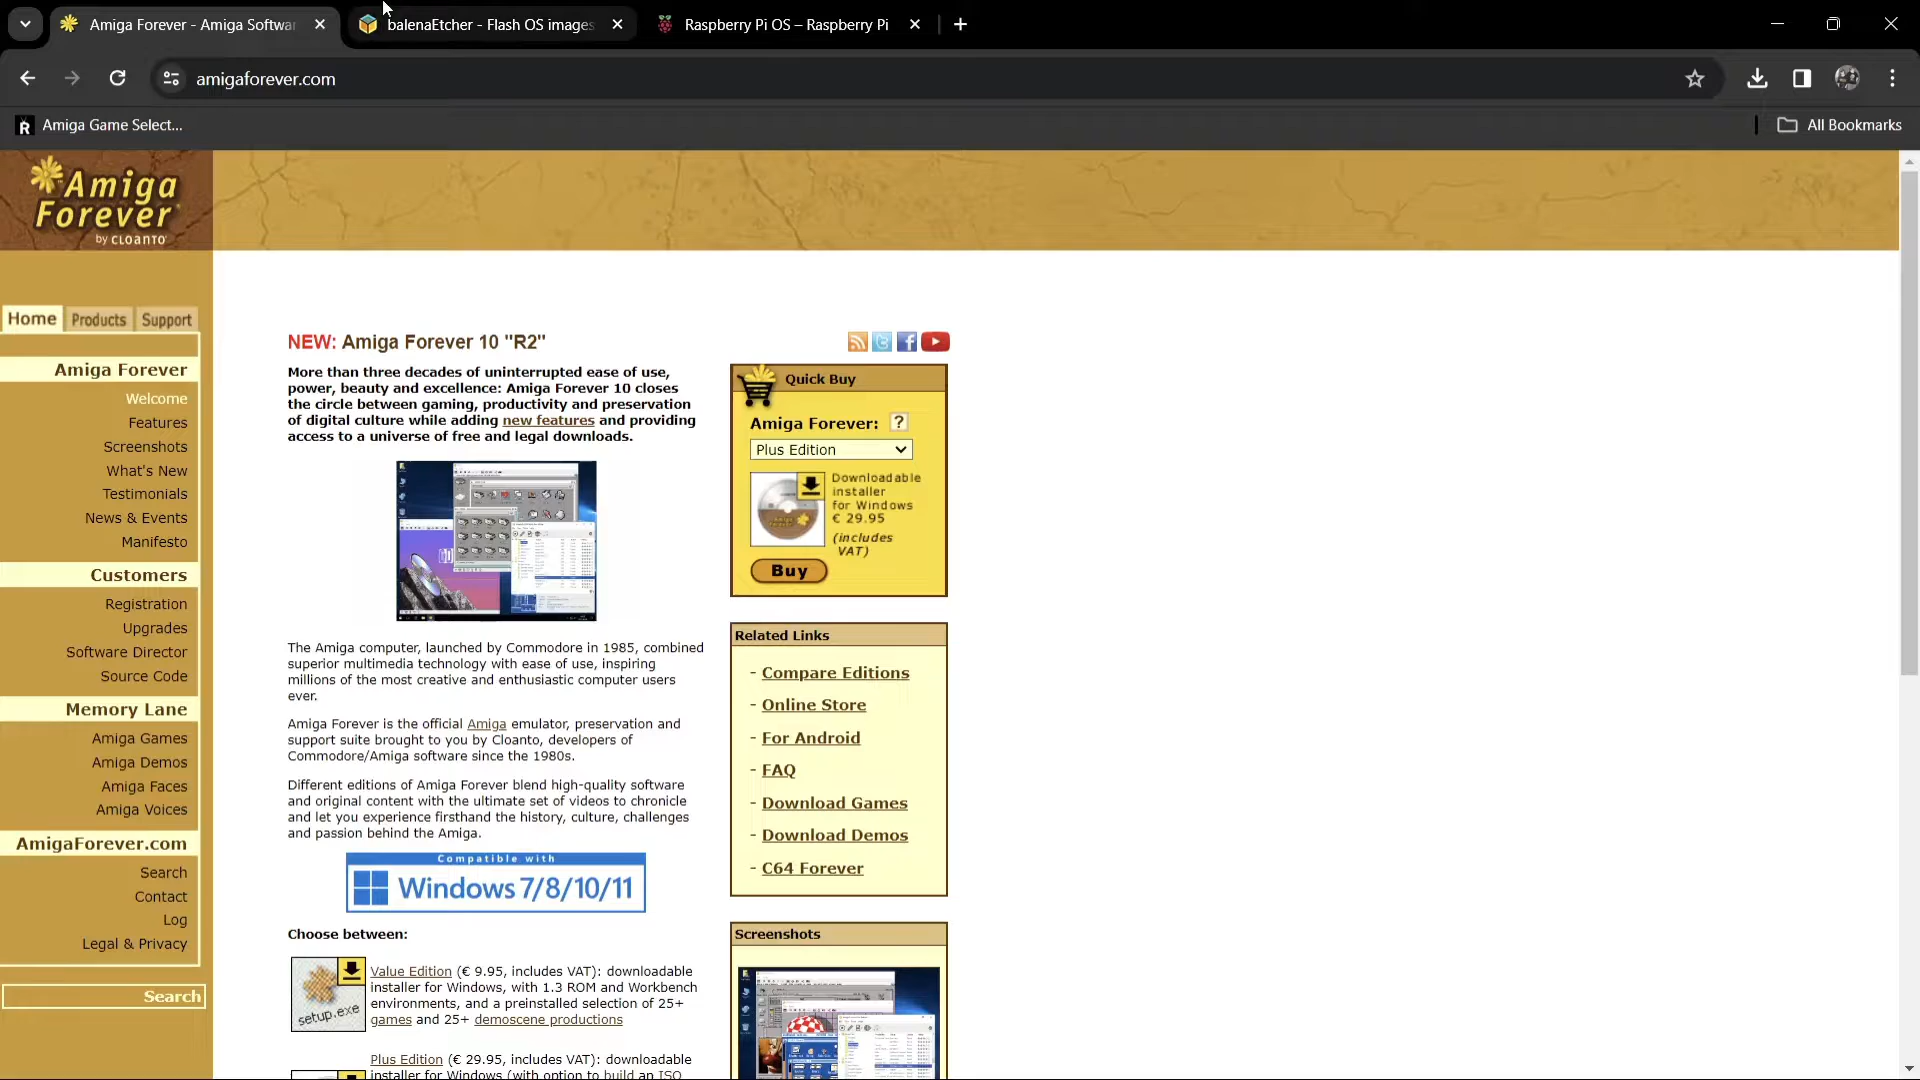 Amiga Forever - Amiga Softwa
balenaEtcher - Flash OS images
Raspberry Pi OS – Raspberry Pi
amigaforever.com
Amiga Game Select...
All Bookmarks
Amiga
Forever
by CLOANTO
Home
Products
Support
Amiga Forever
Welcome
Features
Screenshots
What's New
Testimonials
News & Events
Manifesto
Customers
Registration
Upgrades
Software Director
Source Code
Memory Lane
Amiga Games
Amiga Demos
Amiga Faces
Amiga Voices
AmigaForever.com
Search
Contact
Log
Legal & Privacy
Search
NEW: Amiga Forever 10 "R2"
More than three decades of uninterrupted ease of use,
power, beauty and excellence: Amiga Forever 10 closes
the circle between gaming, productivity and preservation
of digital culture while adding new features and providing
access to a universe of free and legal downloads.
The Amiga computer, launched by Commodore in 1985, combined
superior multimedia technology with ease of use, inspiring
millions of the most creative and enthusiastic computer users
ever.
Amiga Forever is the official Amiga emulator, preservation and
support suite brought to you by Cloanto, developers of
Commodore/Amiga software since the 1980s.
Different editions of Amiga Forever blend high-quality software
and original content with the ultimate set of videos to chronicle
and let you experience firsthand the history, culture, challenges
and passion behind the Amiga.
Compatible with
Windows 7/8/10/11
Choose between:
setup.exe
Value Edition (€ 9.95, includes VAT): downloadable
installer for Windows, with 1.3 ROM and Workbench
environments, and a preinstalled selection of 25+
games and 25+ demoscene productions
Plus Edition (€ 29.95, includes VAT): downloadable
installer for Windows (with option to build an ISO
Quick Buy
Amiga Forever: ?
Plus Edition
Downloadable
installer
for Windows
€ 29.95
(includes
VAT)
Buy
Related Links
- Compare Editions
- Online Store
- For Android
- FAQ
- Download Games
- Download Demos
- C64 Forever
Screenshots